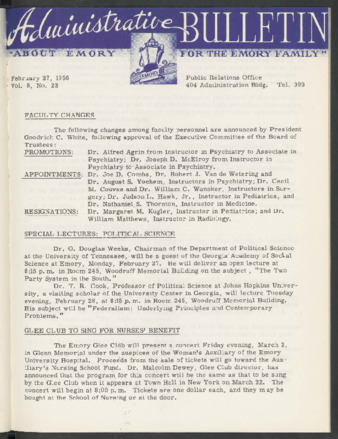 Administrative BULLETIN
"ABOUT EMORY FOR THE EMORY FAMILY"
EMORY
February 27, 1956
Vol. 8, No. 23
Public Relations Office
404 Administration Bldg. Tel. 393
FACULTY CHANGES
The following changes among faculty personnel are announced by President
Goodrich C. White, following approval of the Executive Committee of the Board of
Trustees:
PROMOTIONS: Dr. Alfred Agrin from Instructor in Psychiatry to Associate in
Psychiatry; Dr. Joseph D. McElroy from Instructor in
Psychiatry to Associate in Psychiatry.
APPOINTMENTS: Dr. Joe D. Combs, Dr. Robert J. Van de Wetering and
Dr. August S. Yochem, Instructors in Psychiatry; Dr. Cecil
M. Couves and Dr. William C. Wansker, Instructors in Sur-
gery; Dr. Judson L. Hawk, Jr., Instructor in Pediatrics, and
Dr. Nathaniel S. Thornton, Instructor in Medicine.
RESIGNATIONS: Dr. Margaret M. Kugler, Instructor in Pediatrics; and Dr.
William Matthews, Instructor in Radiology.
SPECIAL LECTURES: POLITICAL SCIENCE
Dr. O. Douglas Weeks, Chairman of the Department of Political Science
at the University of Tennessee, will be a guest of the Georgia Academy of Social
Science at Emory, Monday, February 27. He will deliver an open lecture at
8:15 p.m. in Room 245, Woodruff Memorial Building on the subject, "The Two
Party System in the South."
Dr. T. R. Cook, Professor of Political Science at Johns Hopkins Univer-
sity, a visiting scholar of the University Center in Georgia, will lecture Tuesday
evening, February 28, at 8:15 p.m. in Room 245, Woodruff Memorial Building.
His subject will be "Federalism: Underlying Principles and Contemporary
Problems."
GLEE CLUB TO SING FOR NURSES' BENEFIT
The Emory Glee Club will present a concert Friday evening, March 2,
in Glenn Memorial under the auspices of the Woman's Auxiliary of the Emory
University Hospital. Proceeds from the sale of tickets will go toward the Aux-
iliary's Nursing School Fund. Dr. Malcolm Dewey, Glee Club director, has
announced that the program for this concert will be the same as that to be sung
by the Glee Club when it appears at Town Hall in New York on March 22. The
concert will begin at 8:00 p.m. Tickets are one dollar each, and they may be
bought at the School of Nursing or at the door.